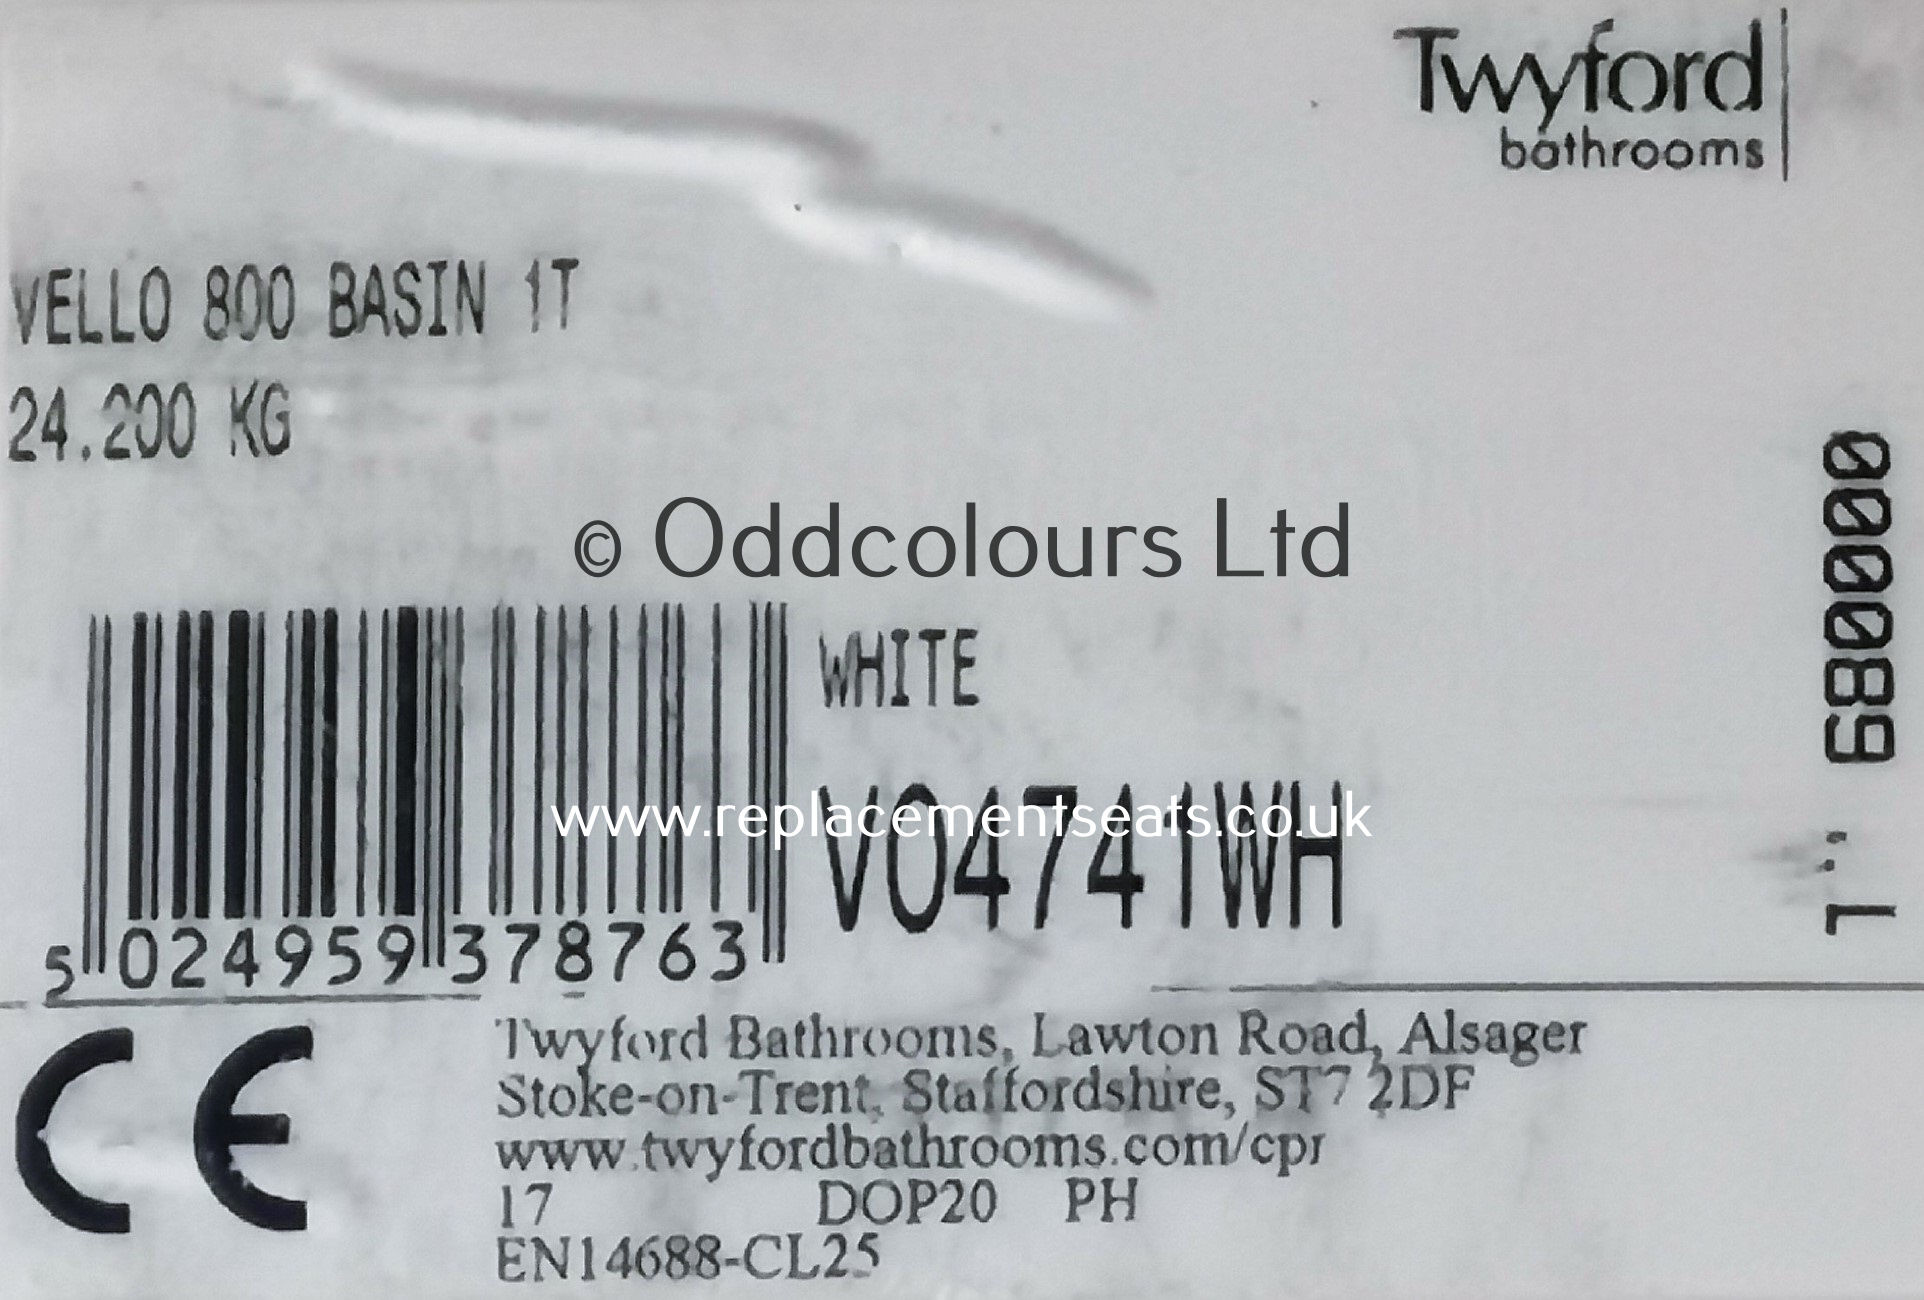 Twyford
bathrooms
VELLO 800 BASIN 1T
24.200 KG
© Oddcolours Ltd
WHITE
www.replacementseats.co.uk
VO4741WH
5 024959 378763
Twyford Bathrooms, Lawton Road, Alsager
Stoke-on-Trent, Staffordshire, ST7 2DF
www.twyfordbathrooms.com/cpr
17 DOP20 PH
EN14688-CL25
CE
680000